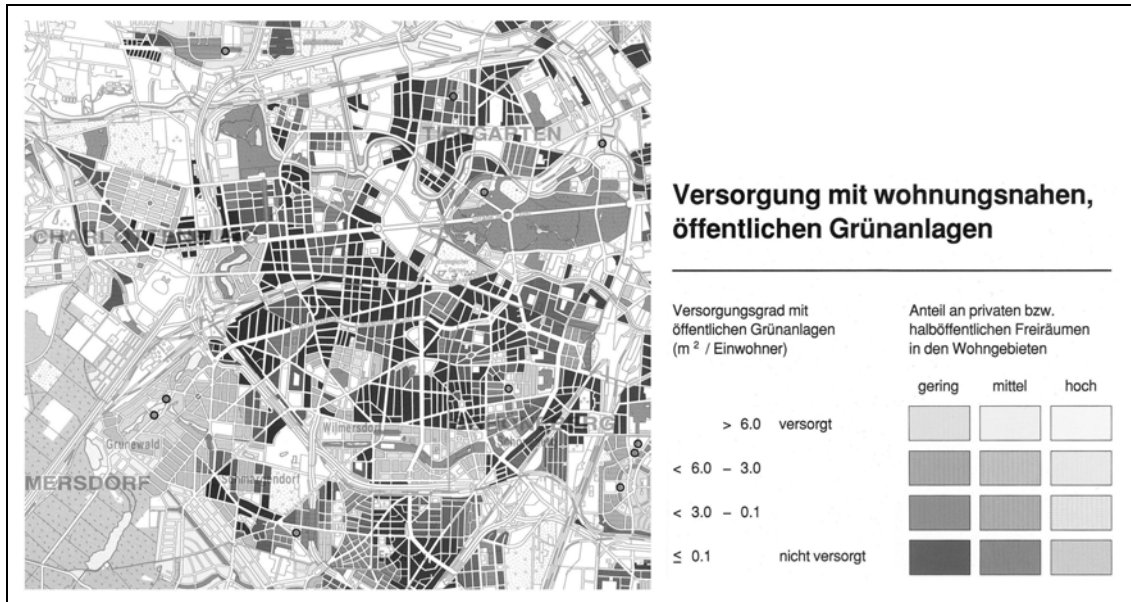 TIERGARTEN
Wilmersdorf
Grunewald
Schmargendorf
MERSDORF
Versorgung mit wohnungsnahen,
öffentlichen Grünanlagen
Versorgungsgrad mit
öffentlichen Grünanlagen
(m² / Einwohner)
Anteil an privaten bzw.
halböffentlichen Freiräumen
in den Wohngebieten
gering mittel hoch
> 6.0 versorgt
< 6.0 – 3.0
< 3.0 – 0.1
≤ 0.1 nicht versorgt